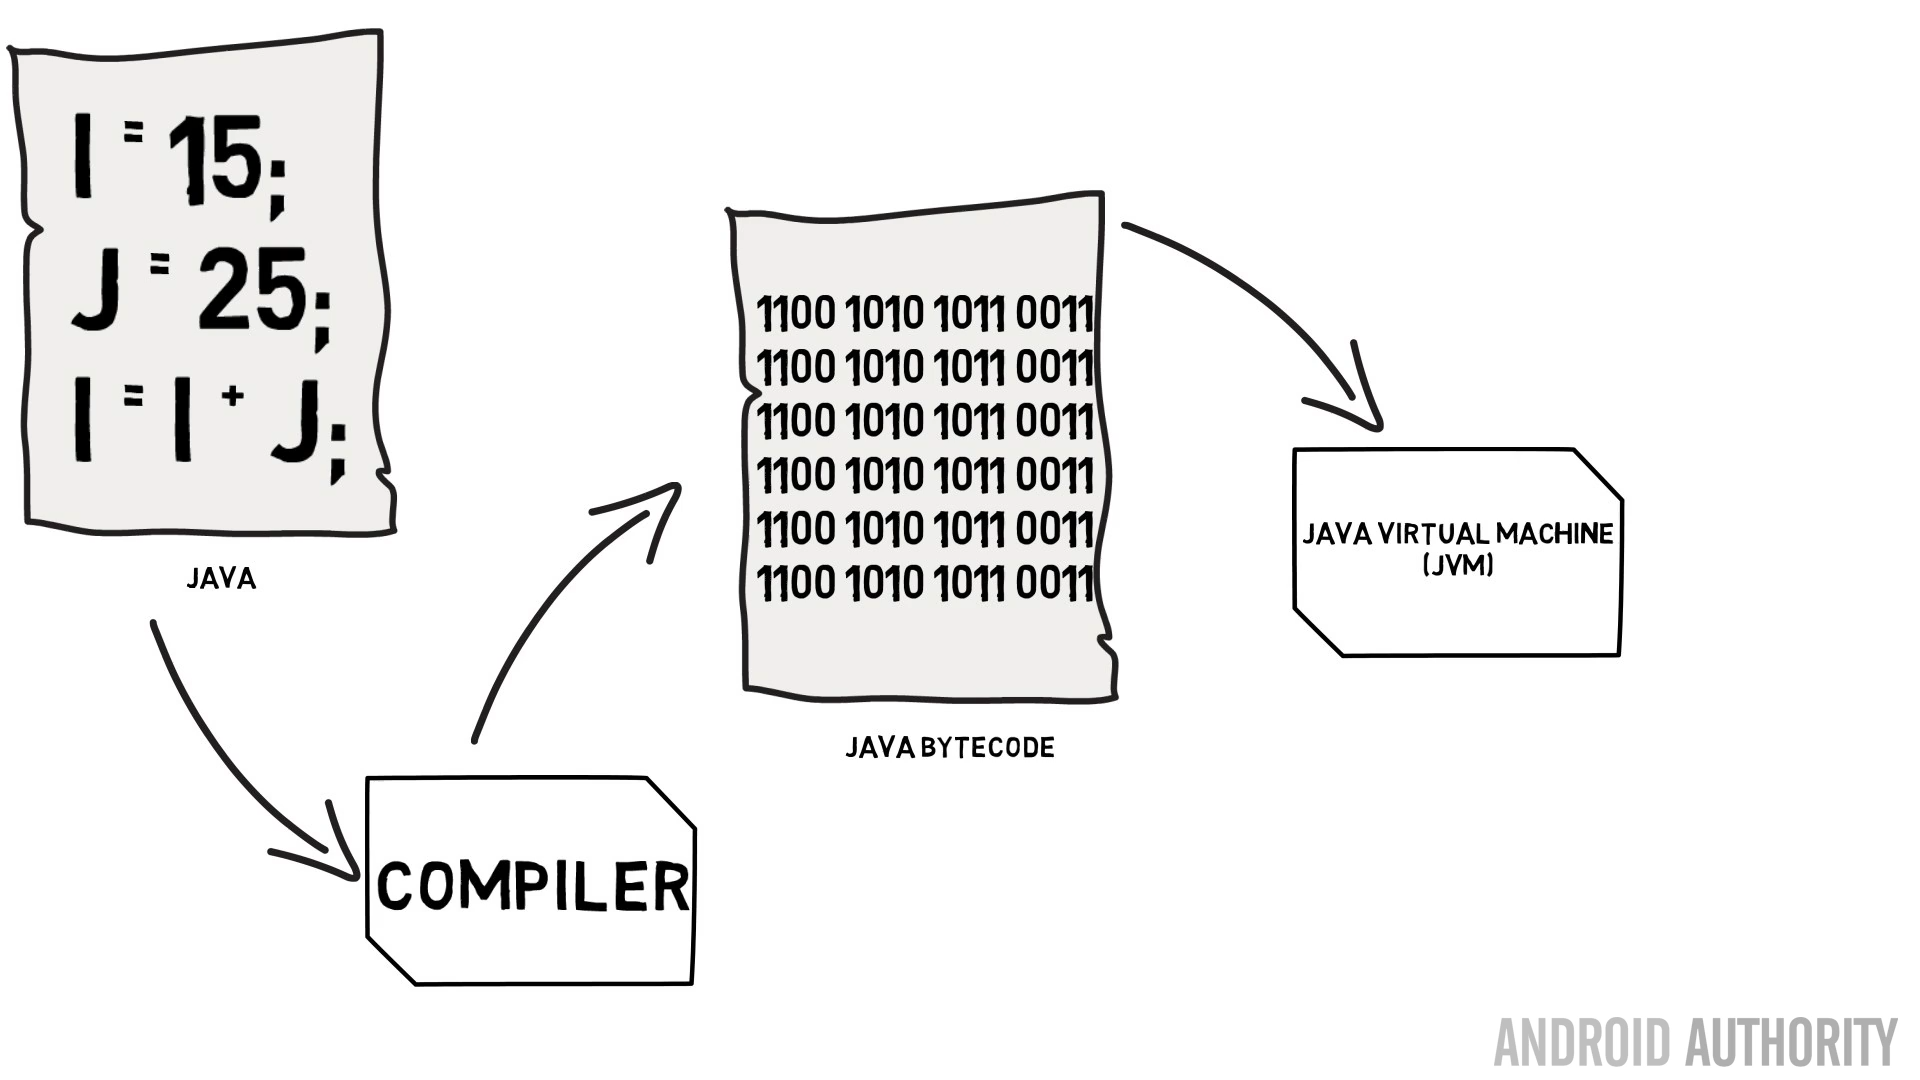 I = 15;
J = 25;
I = I + J;
JAVA
COMPILER
1100 1010 1011 0011
1100 1010 1011 0011
1100 1010 1011 0011
1100 1010 1011 0011
1100 1010 1011 0011
1100 1010 1011 0011
JAVA BYTECODE
JAVA VIRTUAL MACHINE
(JVM)
ANDROID AUTHORITY